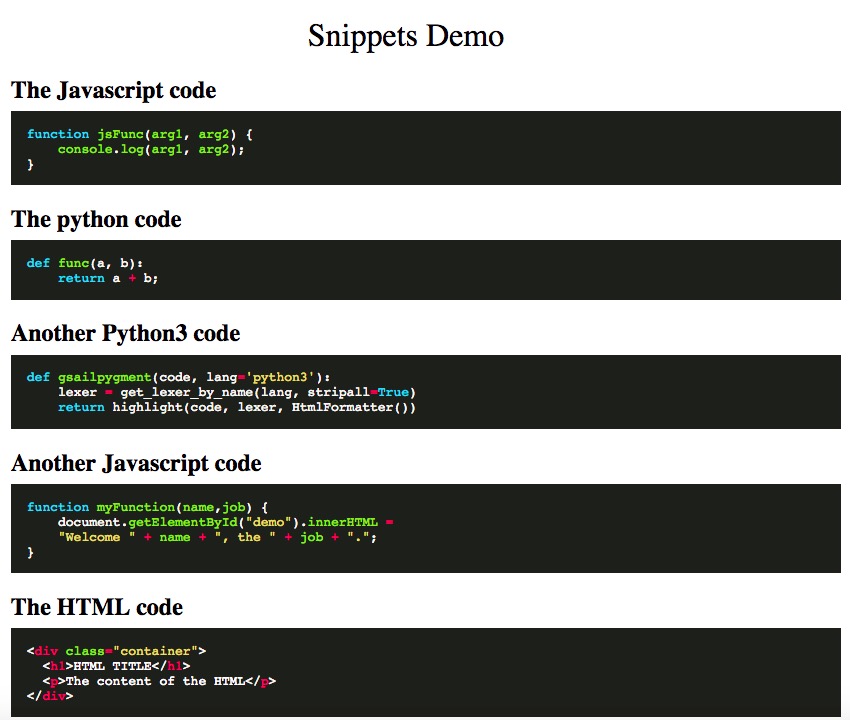 Snippets Demo
The Javascript code
function jsFunc(arg1, arg2) {
    console.log(arg1, arg2);
}
The python code
def func(a, b):
    return a + b;
Another Python3 code
def gsailpygment(code, lang='python3'):
    lexer = get_lexer_by_name(lang, stripall=True)
    return highlight(code, lexer, HtmlFormatter())
Another Javascript code
function myFunction(name,job) {
    document.getElementById("demo").innerHTML =
    "Welcome " + name + ", the " + job + ".";
}
The HTML code
<div class="container">
  <h1>HTML TITLE</h1>
  <p>The content of the HTML</p>
</div>